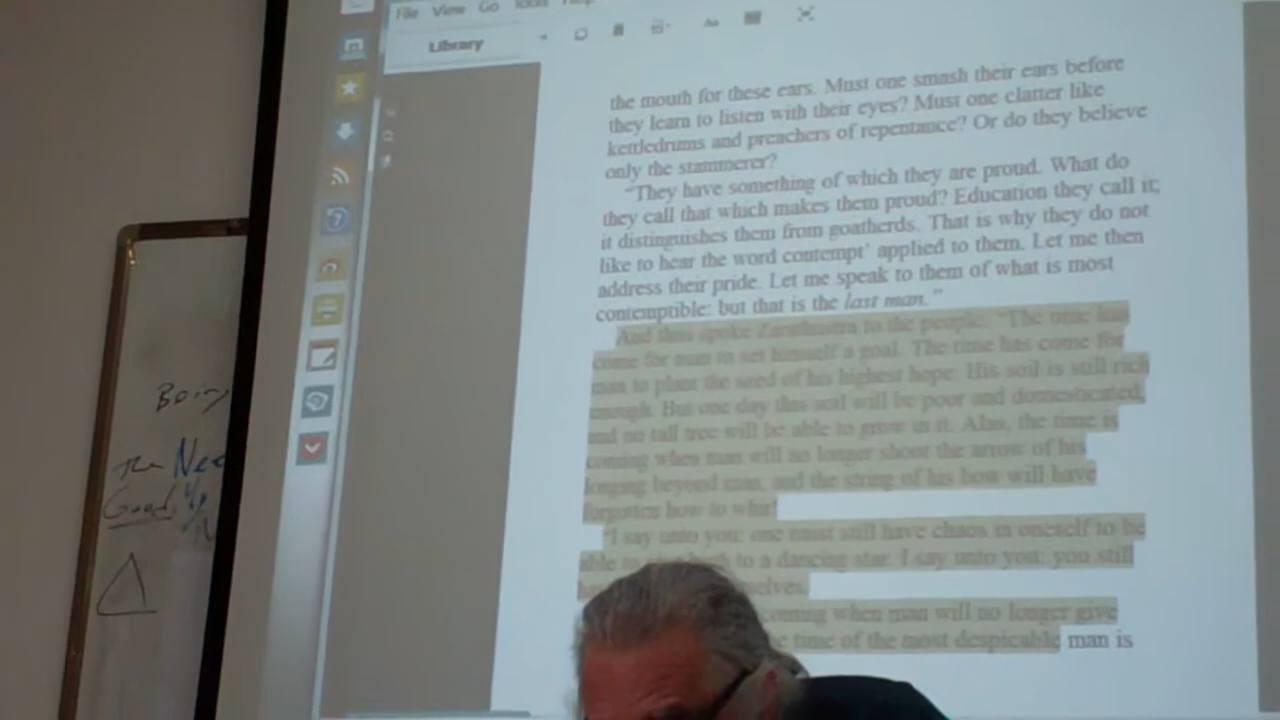 File View Go Tools Help
Library
Aa
the mouth for these ears. Must one smash their ears before
they learn to listen with their eyes? Must one clatter like
kettledrums and preachers of repentance? Or do they believe
only the stammerer?
"They have something of which they are proud. What do
they call that which makes them proud? Education they call it;
it distinguishes them from goatherds. That is why they do not
like to hear the word contempt' applied to them. Let me then
address their pride. Let me speak to them of what is most
contemptible: but that is the last man."
And thus spoke Zarathustra to the people: "The time has
come for man to set himself a goal. The time has come for
man to plant the seed of his highest hope. His soil is still rich
enough. But one day this soil will be poor and domesticated,
and no tall tree will be able to grow in it. Alas, the time is
coming when man will no longer shoot the arrow of his
longing beyond man, and the string of his bow will have
forgotten how to whir!
"I say unto you: one must still have chaos in oneself to be
able to a dancing star. I say unto you: you still
selves.
coming when man will no longer give
time of the most despicable man is
Being
The
Good